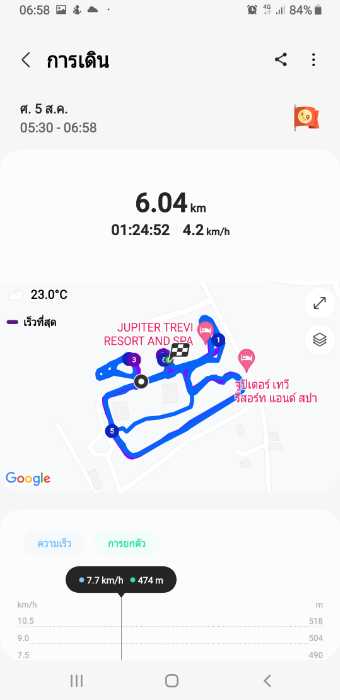 06:58
4G 84%
การเดิน
ศ. 5 ส.ค.
05:30 - 06:58
6.04 km
01:24:52 4.2 km/h
23.0°C
เร็วที่สุด
JUPITER TREVI
RESORT AND SPA
1
3
จูปิเตอร์ เทวี
รีสอร์ท แอนด์ สปา
5
Google
ความเร็ว การยกตัว
7.7 km/h 474 m
km/h m
10.5 518
9.0 504
7.5 490